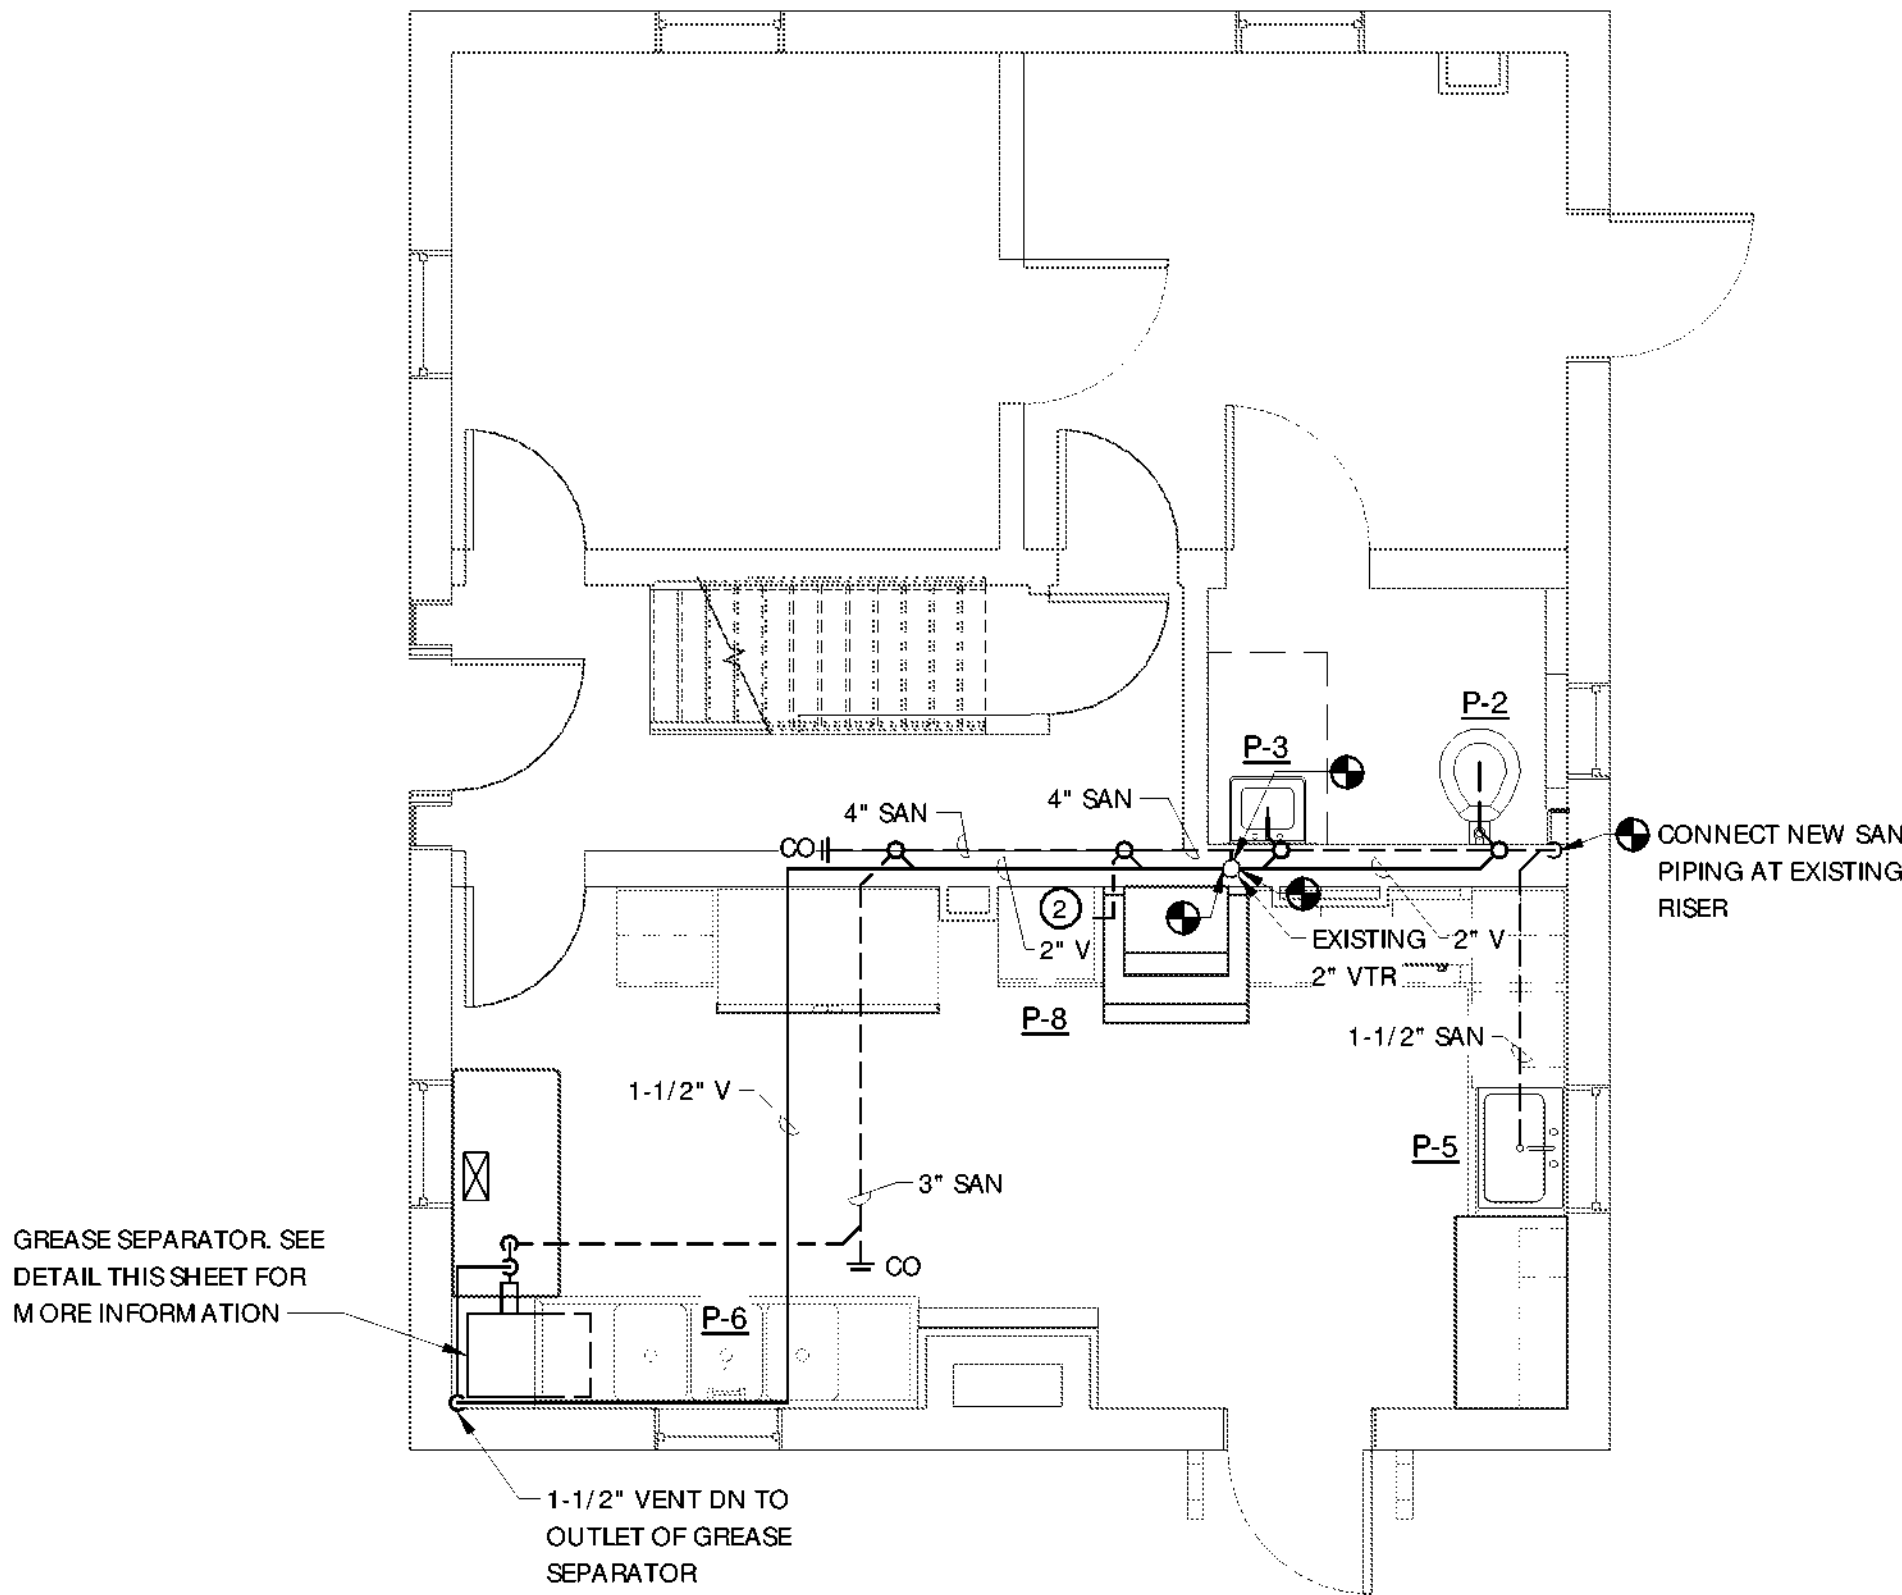 P-2
P-3
4" SAN
4" SAN
CO
CONNECT NEW SAN
PIPING AT EXISTING
RISER
2
2" V
EXISTING
2" VTR
2" V
P-8
1-1/2" SAN
1-1/2" V
P-5
3" SAN
GREASE SEPARATOR. SEE
DETAIL THIS SHEET FOR
MORE INFORMATION
CO
P-6
1-1/2" VENT DN TO
OUTLET OF GREASE
SEPARATOR